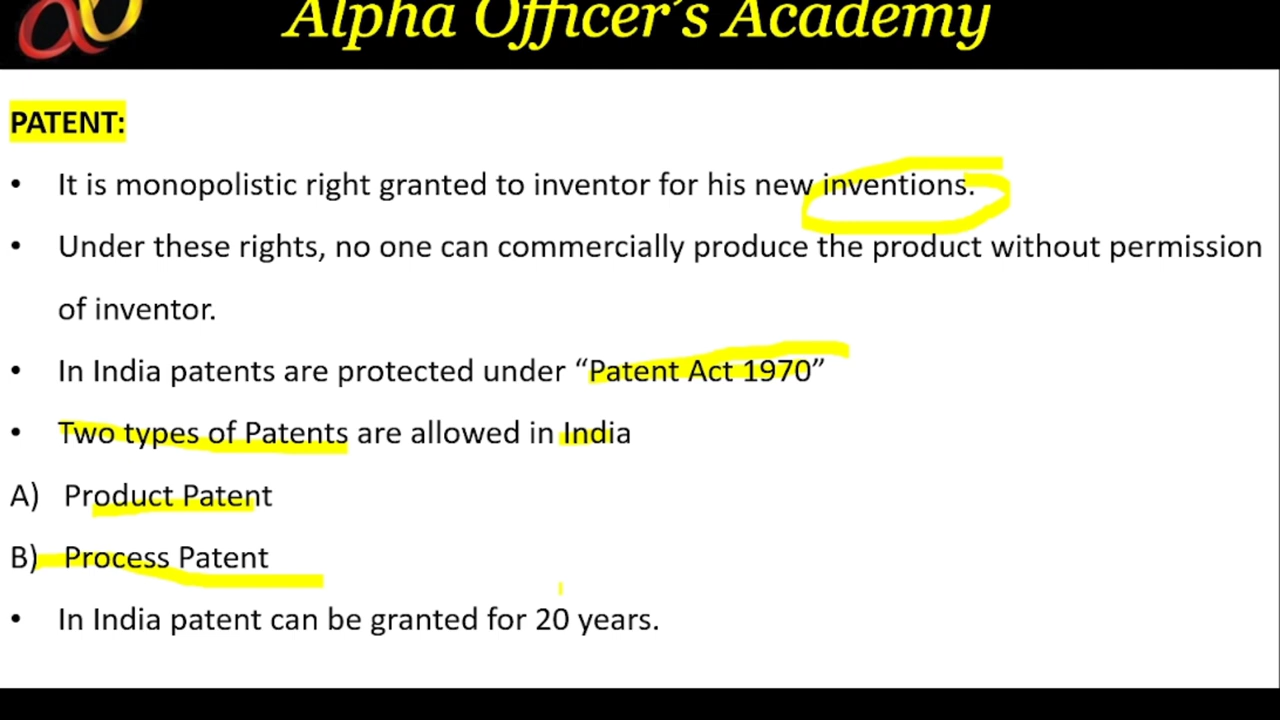 Alpha Officer's Academy
PATENT:
• It is monopolistic right granted to inventor for his new inventions.
• Under these rights, no one can commercially produce the product without permission
of inventor.
• In India patents are protected under “Patent Act 1970”
• Two types of Patents are allowed in India
A) Product Patent
B) Process Patent
• In India patent can be granted for 20 years.